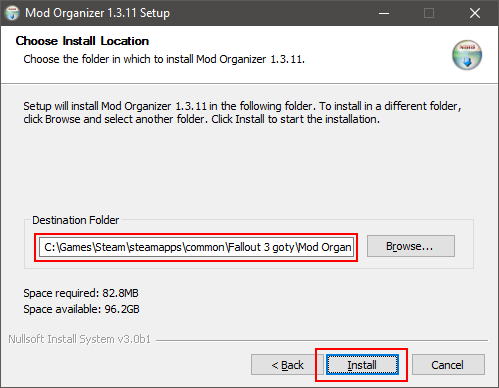 Mod Organizer 1.3.11 Setup
Choose Install Location
Choose the folder in which to install Mod Organizer 1.3.11.
Setup will install Mod Organizer 1.3.11 in the following folder. To install in a different folder,
click Browse and select another folder. Click Install to start the installation.
Destination Folder
C:\Games\Steam\steamapps\common\Fallout 3 goty\Mod Organ
Browse...
Space required: 82.8MB
Space available: 96.2GB
Nullsoft Install System v3.0b1
< Back Install Cancel